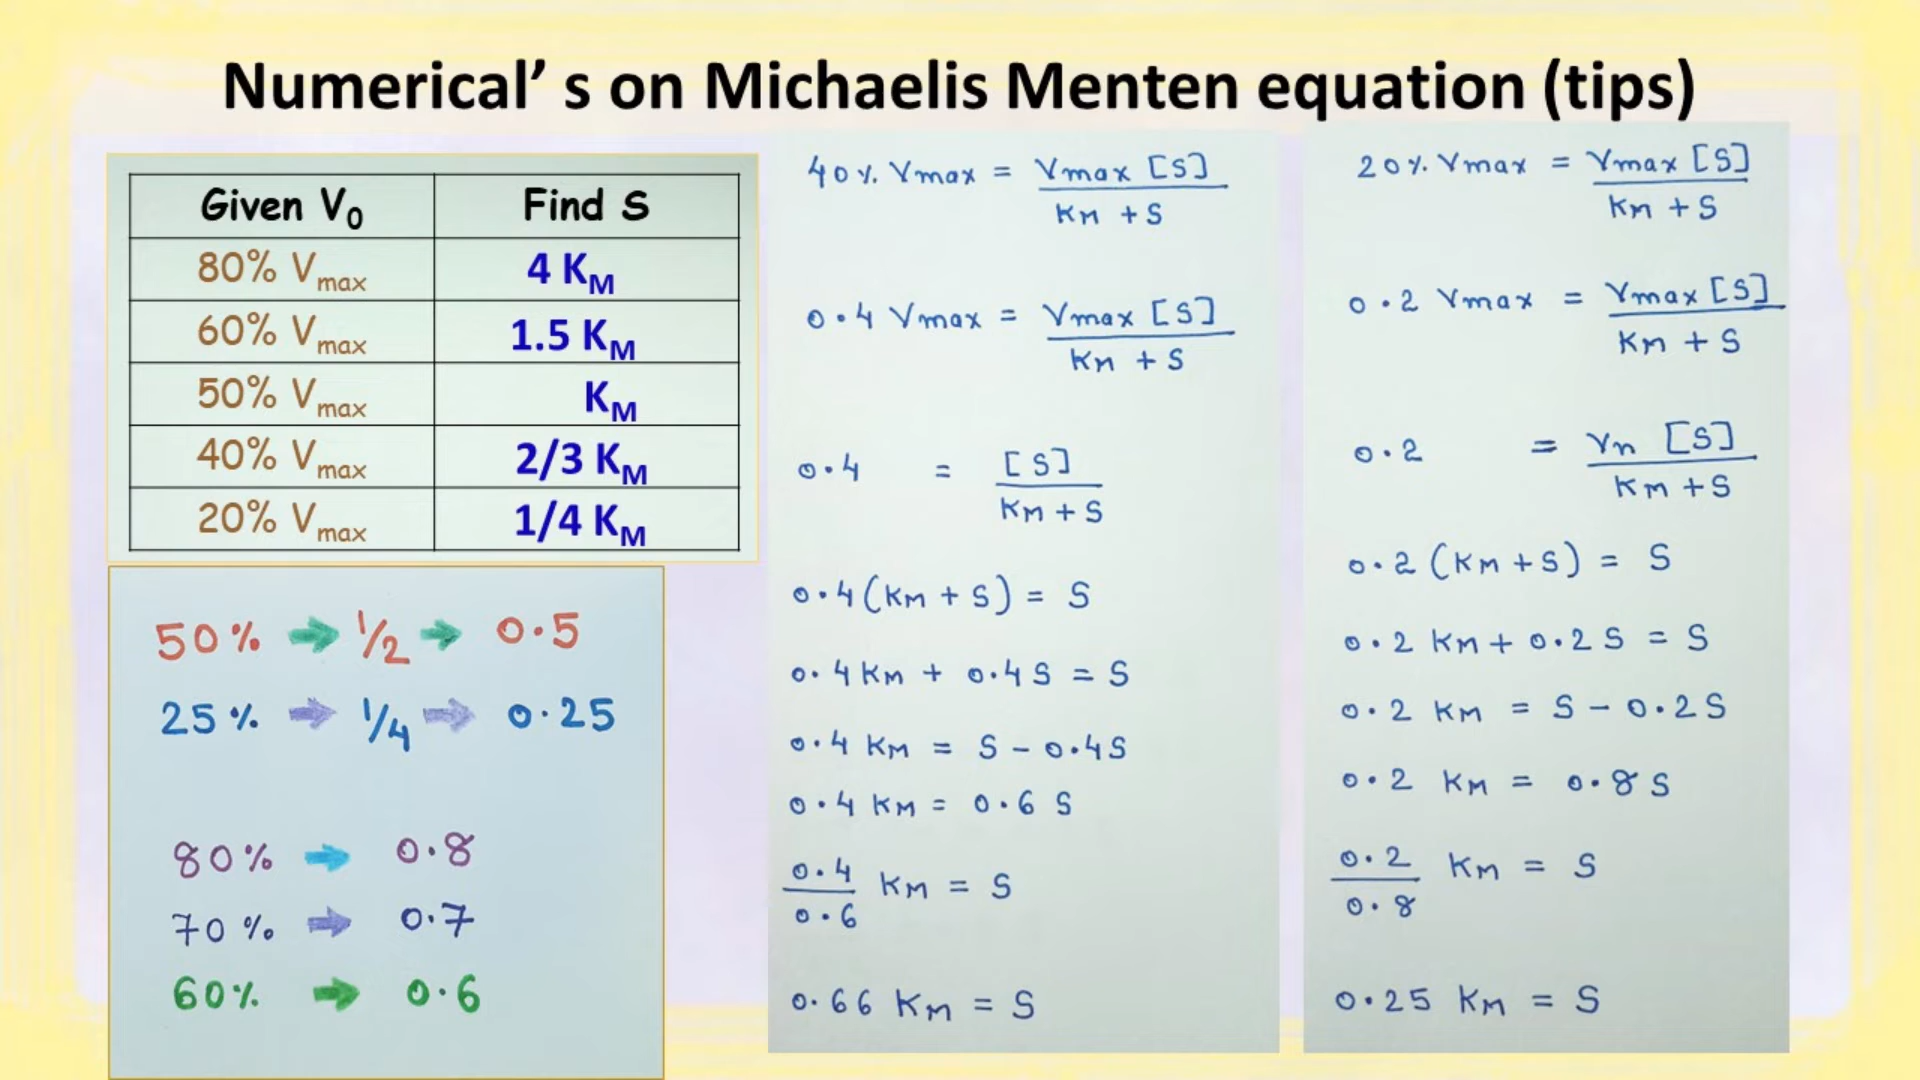 Numerical' s on Michaelis Menten equation (tips)
Given V0 Find S
80% Vmax 4 KM
60% Vmax 1.5 KM
50% Vmax KM
40% Vmax 2/3 KM
20% Vmax 1/4 KM
50% 1/2 0.5
25% 1/4 0.25
80% 0.8
70% 0.7
60% 0.6
40% Vmax = Vmax [S]
KM + S
0.4 Vmax = Vmax [S]
KM + S
0.4 = [S]
KM + S
0.4 (KM + S) = S
0.4 KM + 0.4 S = S
0.4 KM = S - 0.4S
0.4 KM = 0.6 S
0.4
0.6
KM = S
0.66 KM = S
20% Vmax = Vmax [S]
KM + S
0.2 Vmax = Vmax [S]
KM + S
0.2 = Vm [S]
KM + S
0.2 (KM + S) = S
0.2 KM + 0.2 S = S
0.2 KM = S - 0.2 S
0.2 KM = 0.8 S
0.2
0.8
KM = S
0.25 KM = S